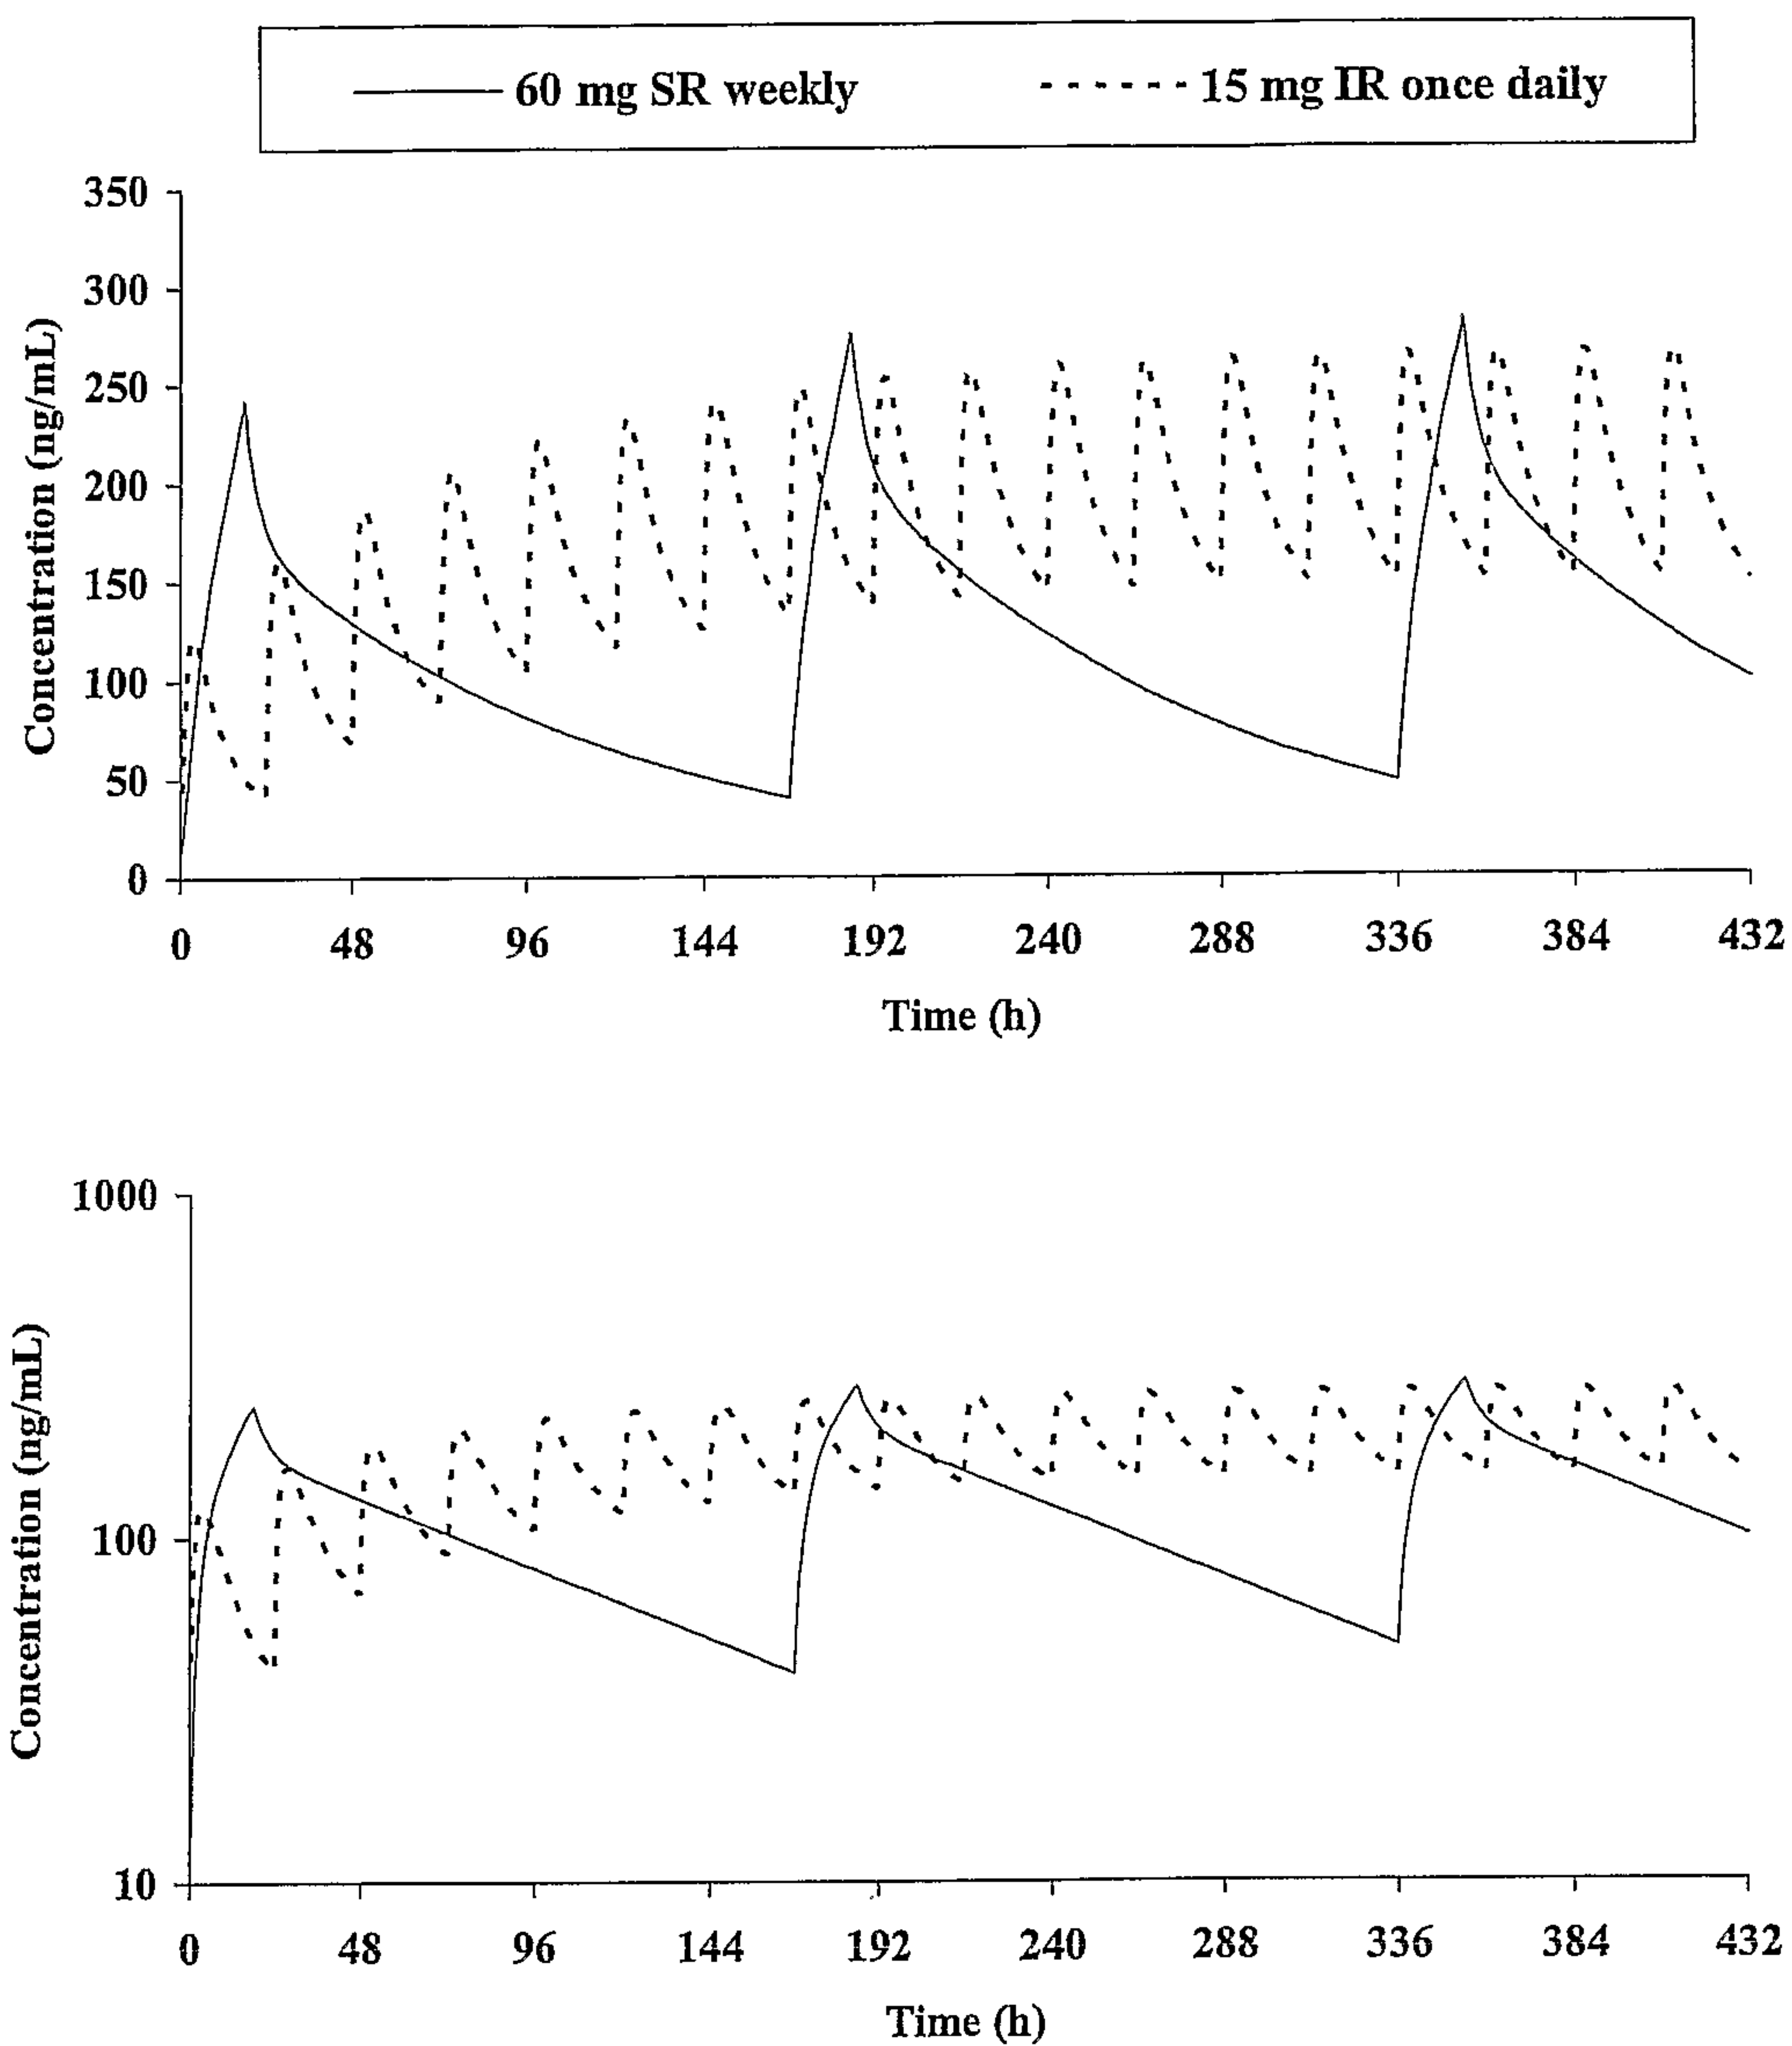 60 mg SR weekly 15 mg IR once daily
350
300
250
200
150
100
50
0
Concentration (ng/mL)
0 48 96 144 192 240 288 336 384 432
Time (h)
1000
100
10
Concentration (ng/mL)
0 48 96 144 192 240 288 336 384 432
Time (h)